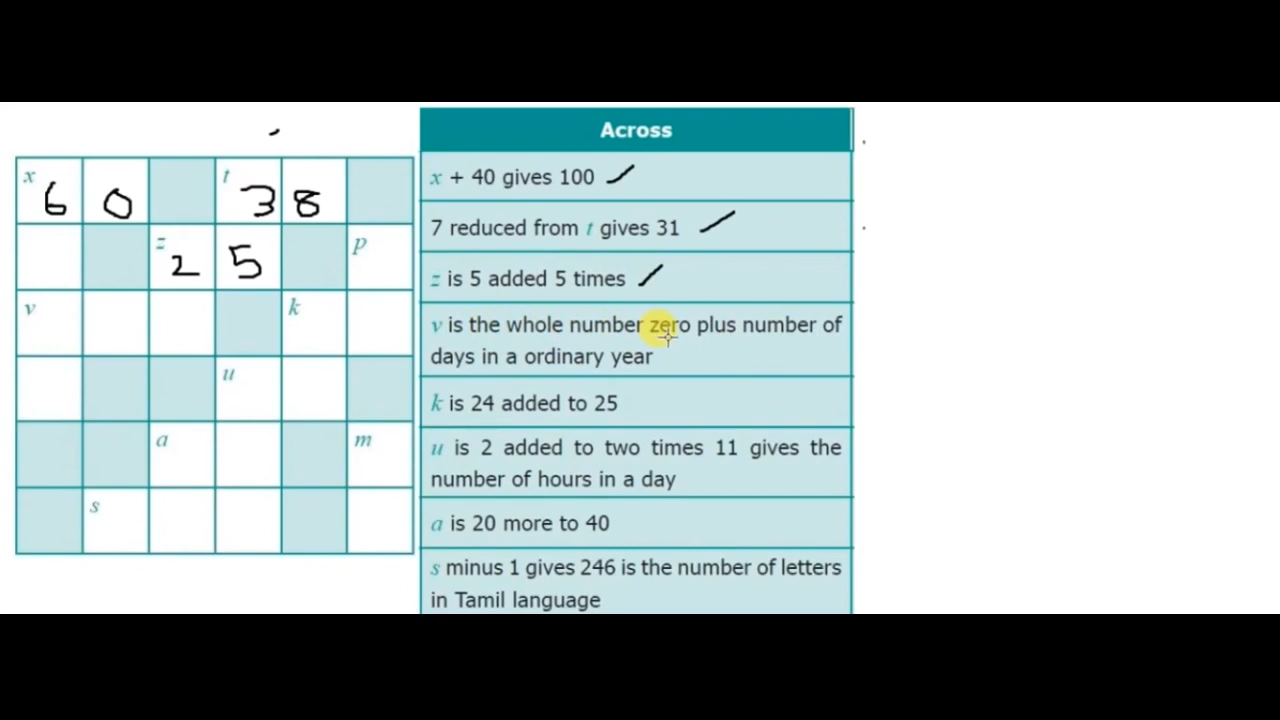 x 6 0 t 3 8
z 2 5 p
v k
u
a m
s
Across
x + 40 gives 100
7 reduced from t gives 31
z is 5 added 5 times
v is the whole number zero plus number of
days in a ordinary year
k is 24 added to 25
u is 2 added to two times 11 gives the
number of hours in a day
a is 20 more to 40
s minus 1 gives 246 is the number of letters
in Tamil language